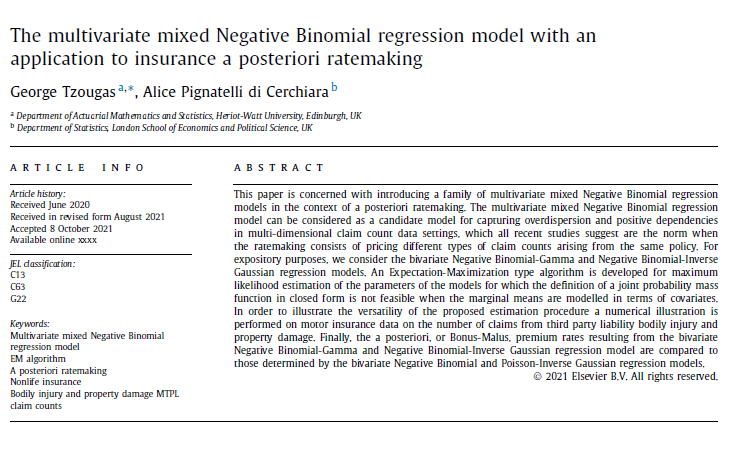 The multivariate mixed Negative Binomial regression model with an
application to insurance a posteriori ratemaking
George Tzougas a,*, Alice Pignatelli di Cerchiara b
a Department of Actuarial Mathematics and Statistics, Heriot-Watt University, Edinburgh, UK
b Department of Statistics, London School of Economics and Political Science, UK
ARTICLE INFO
Article history:
Received June 2020
Received in revised form August 2021
Accepted 8 October 2021
Available online xxxx
JEL classification:
C13
C63
G22
Keywords:
Multivariate mixed Negative Binomial
regression model
EM algorithm
A posteriori ratemaking
Nonlife insurance
Bodily injury and property damage MTPL
claim counts
ABSTRACT
This paper is concerned with introducing a family of multivariate mixed Negative Binomial regression
models in the context of a posteriori ratemaking. The multivariate mixed Negative Binomial regression
model can be considered as a candidate model for capturing overdispersion and positive dependencies
in multi-dimensional claim count data settings, which all recent studies suggest are the norm when
the ratemaking consists of pricing different types of claim counts arising from the same policy. For
expository purposes, we consider the bivariate Negative Binomial-Gamma and Negative Binomial-Inverse
Gaussian regression models. An Expectation-Maximization type algorithm is developed for maximum
likelihood estimation of the parameters of the models for which the definition of a joint probability mass
function in closed form is not feasible when the marginal means are modelled in terms of covariates.
In order to illustrate the versatility of the proposed estimation procedure a numerical illustration is
performed on motor insurance data on the number of claims from third party liability bodily injury and
property damage. Finally, the a posteriori, or Bonus-Malus, premium rates resulting from the bivariate
Negative Binomial-Gamma and Negative Binomial-Inverse Gaussian regression model are compared to
those determined by the bivariate Negative Binomial and Poisson-Inverse Gaussian regression models.
© 2021 Elsevier B.V. All rights reserved.